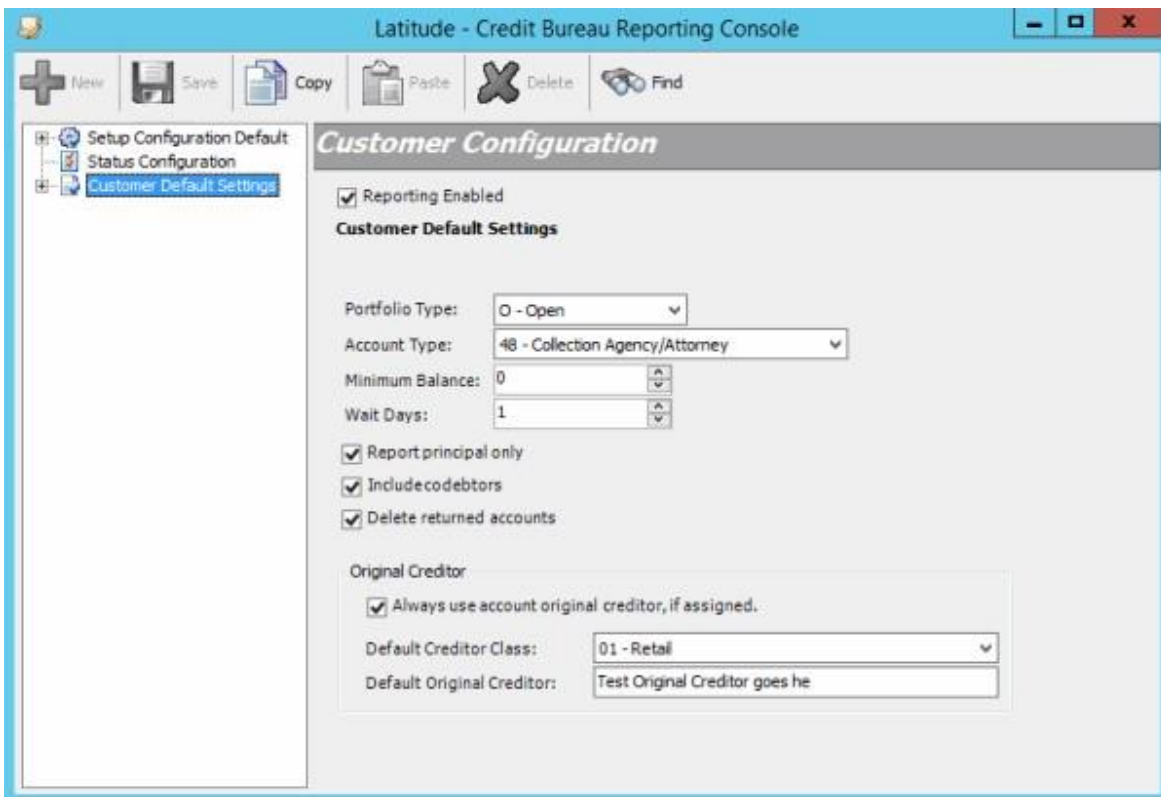 Latitude - Credit Bureau Reporting Console
New Save Copy Paste Delete Find
Setup Configuration Default
Status Configuration
Customer Default Settings
Customer Configuration
Reporting Enabled
Customer Default Settings
Portfolio Type: O - Open
Account Type: 48 - Collection Agency/Attorney
Minimum Balance: 0
Wait Days: 1
Report principal only
Include codebtors
Delete returned accounts
Original Creditor
Always use account original creditor, if assigned.
Default Creditor Class: 01 - Retail
Default Original Creditor: Test Original Creditor goes he